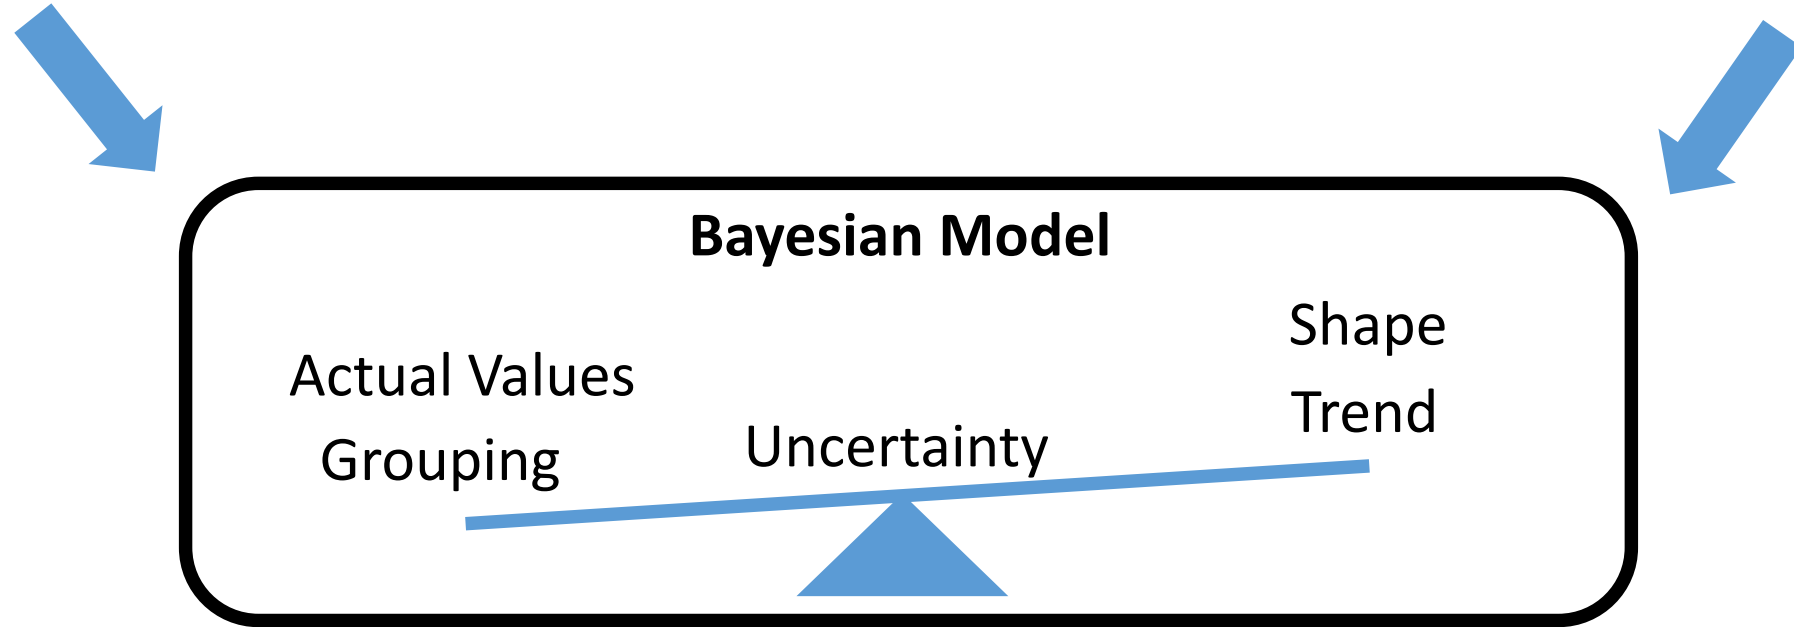 Bayesian Model
Actual Values
Grouping
Uncertainty
Shape
Trend